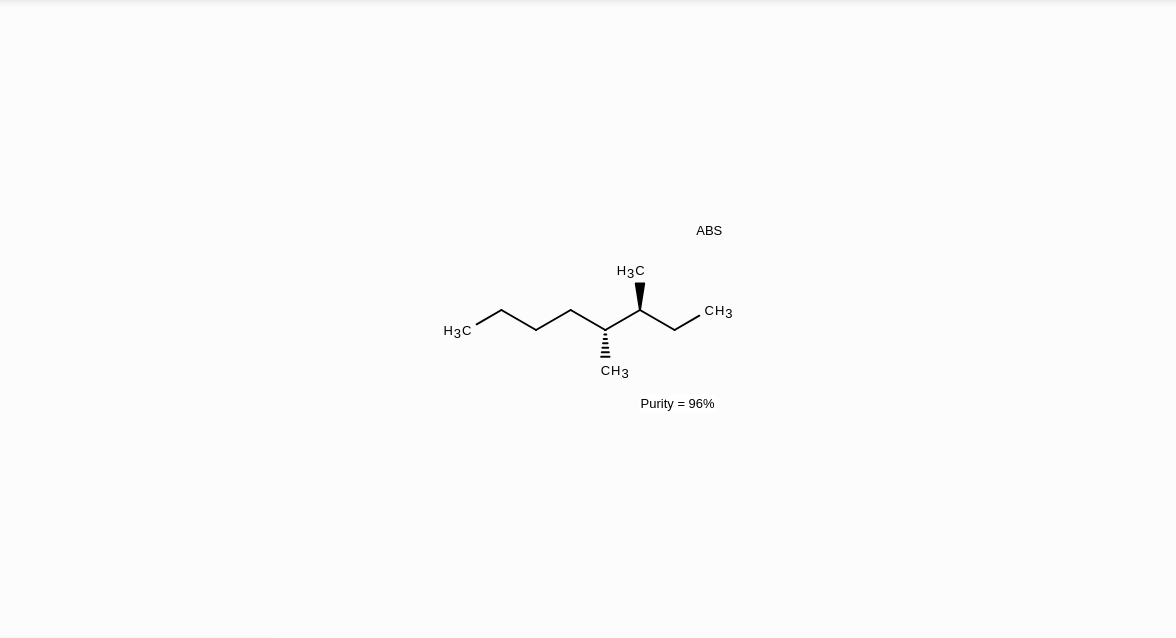 ABS
H3C
CH3
H3C
CH3
Purity = 96%